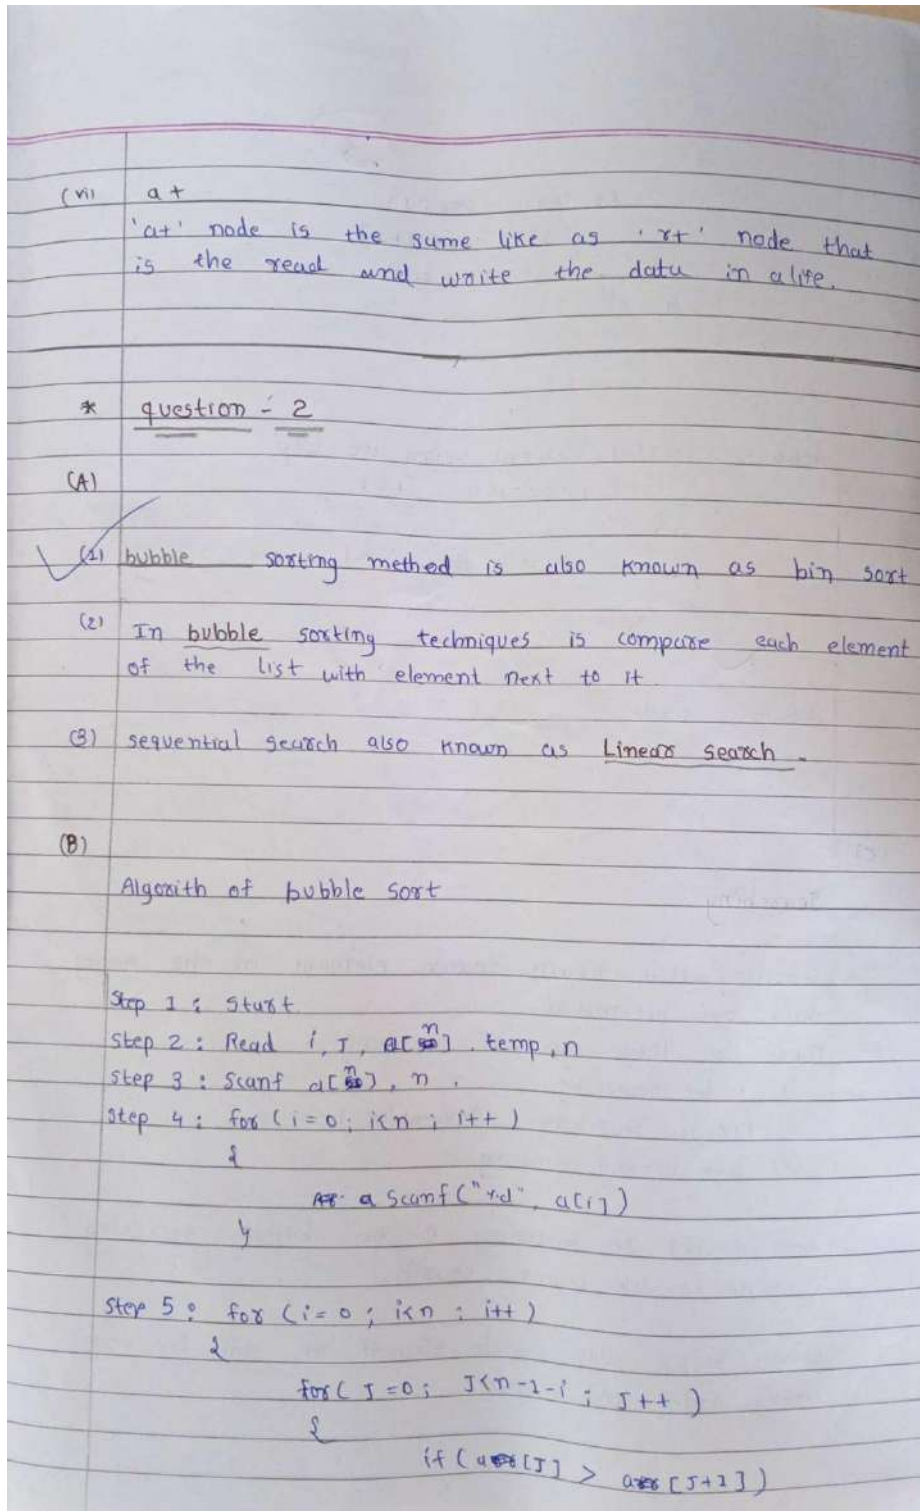 (vi) a+
'a+' node is the sume like as 'r+' node that
is the read and write the datu in a life.
* question - 2
(A)
(1) bubble sorting methed is also known as bin sort
(2) In bubble sorting techniques is compare each element
of the list with element next to it
(3) sequential search also known as Linear search.
(B)
Algorith of bubble sort
Step 1 : Start
Step 2 : Read i, J, a[n], temp, n
Step 3 : Scanf a[n], n.
Step 4 : for (i=0; i<n; i++)
{
a Scanf("%d", a[i])
}
Step 5 : for (i=0; i<n; i++)
{
for( J=0; J<n-1-i; J++ )
{
if (a[J] > a[J+1])